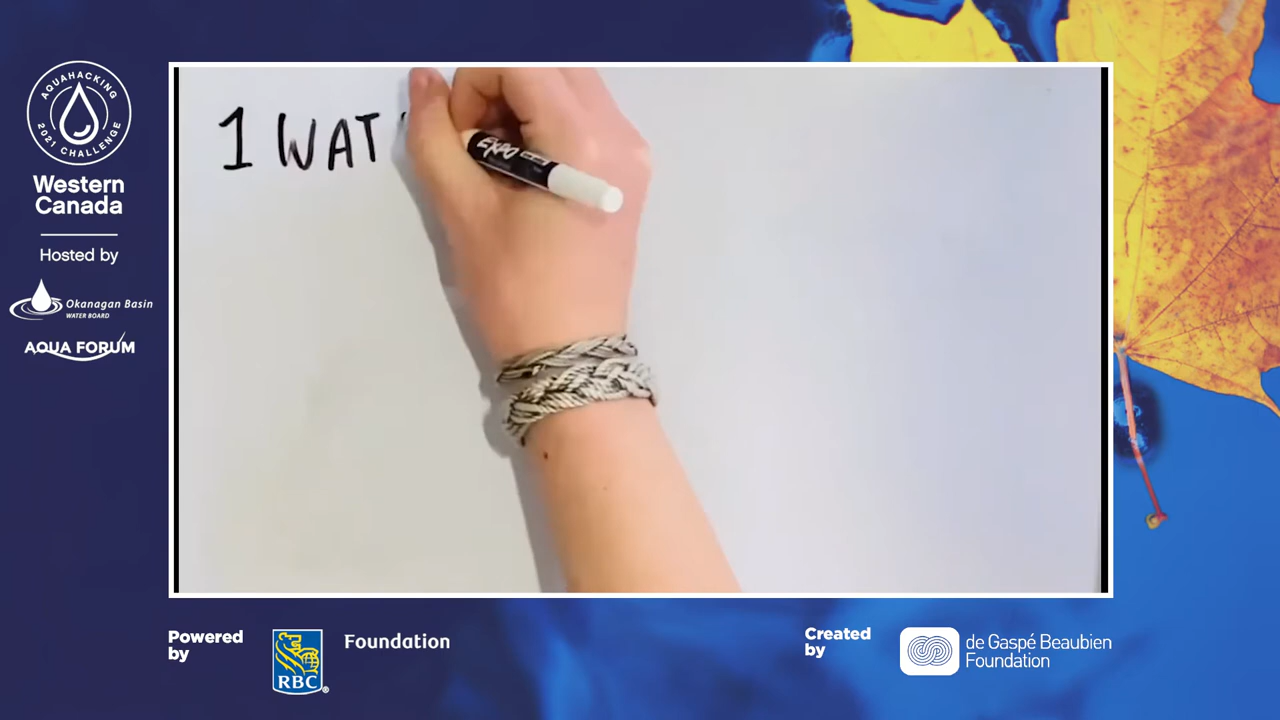 AQUAHACKING
2021 CHALLENGE
Western
Canada
Hosted by
Okanagan Basin
WATER BOARD
AQUA FORUM
1 WAT
EXPO
Powered
by
RBC®
Foundation
Created
by
de Gaspé Beaubien
Foundation